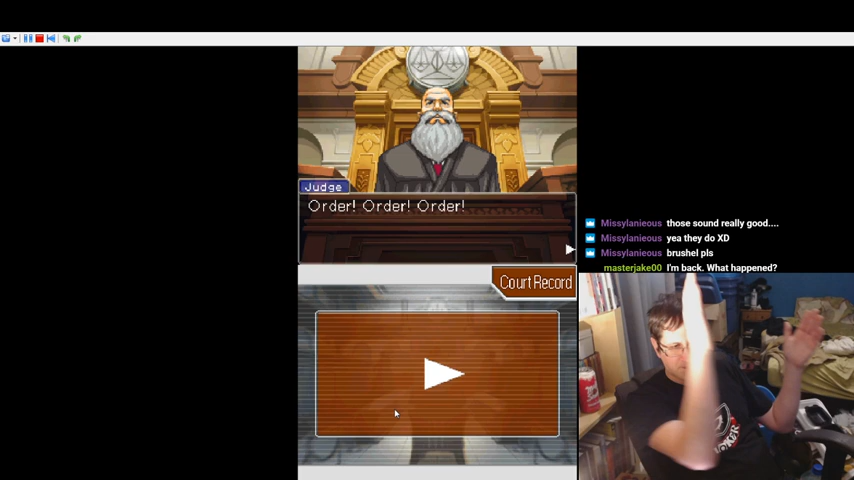 Judge
Order! Order! Order!
Court Record
Missylanieous those sound really good....
Missylanieous yea they do XD
Missylanieous brushel pls
masterjake00 I'm back. What happened?